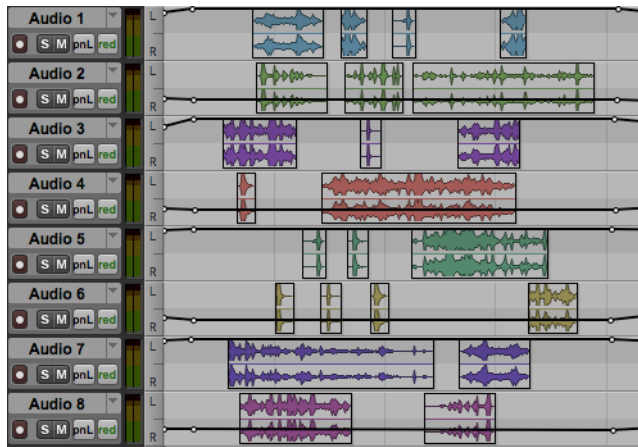 Audio 1
L
S M pnL red
R
Audio 2
L
S M pnL red
R
Audio 3
L
S M pnL red
R
Audio 4
L
S M pnL red
R
Audio 5
L
S M pnL red
R
Audio 6
L
S M pnL red
R
Audio 7
L
S M pnL red
R
Audio 8
L
S M pnL red
R